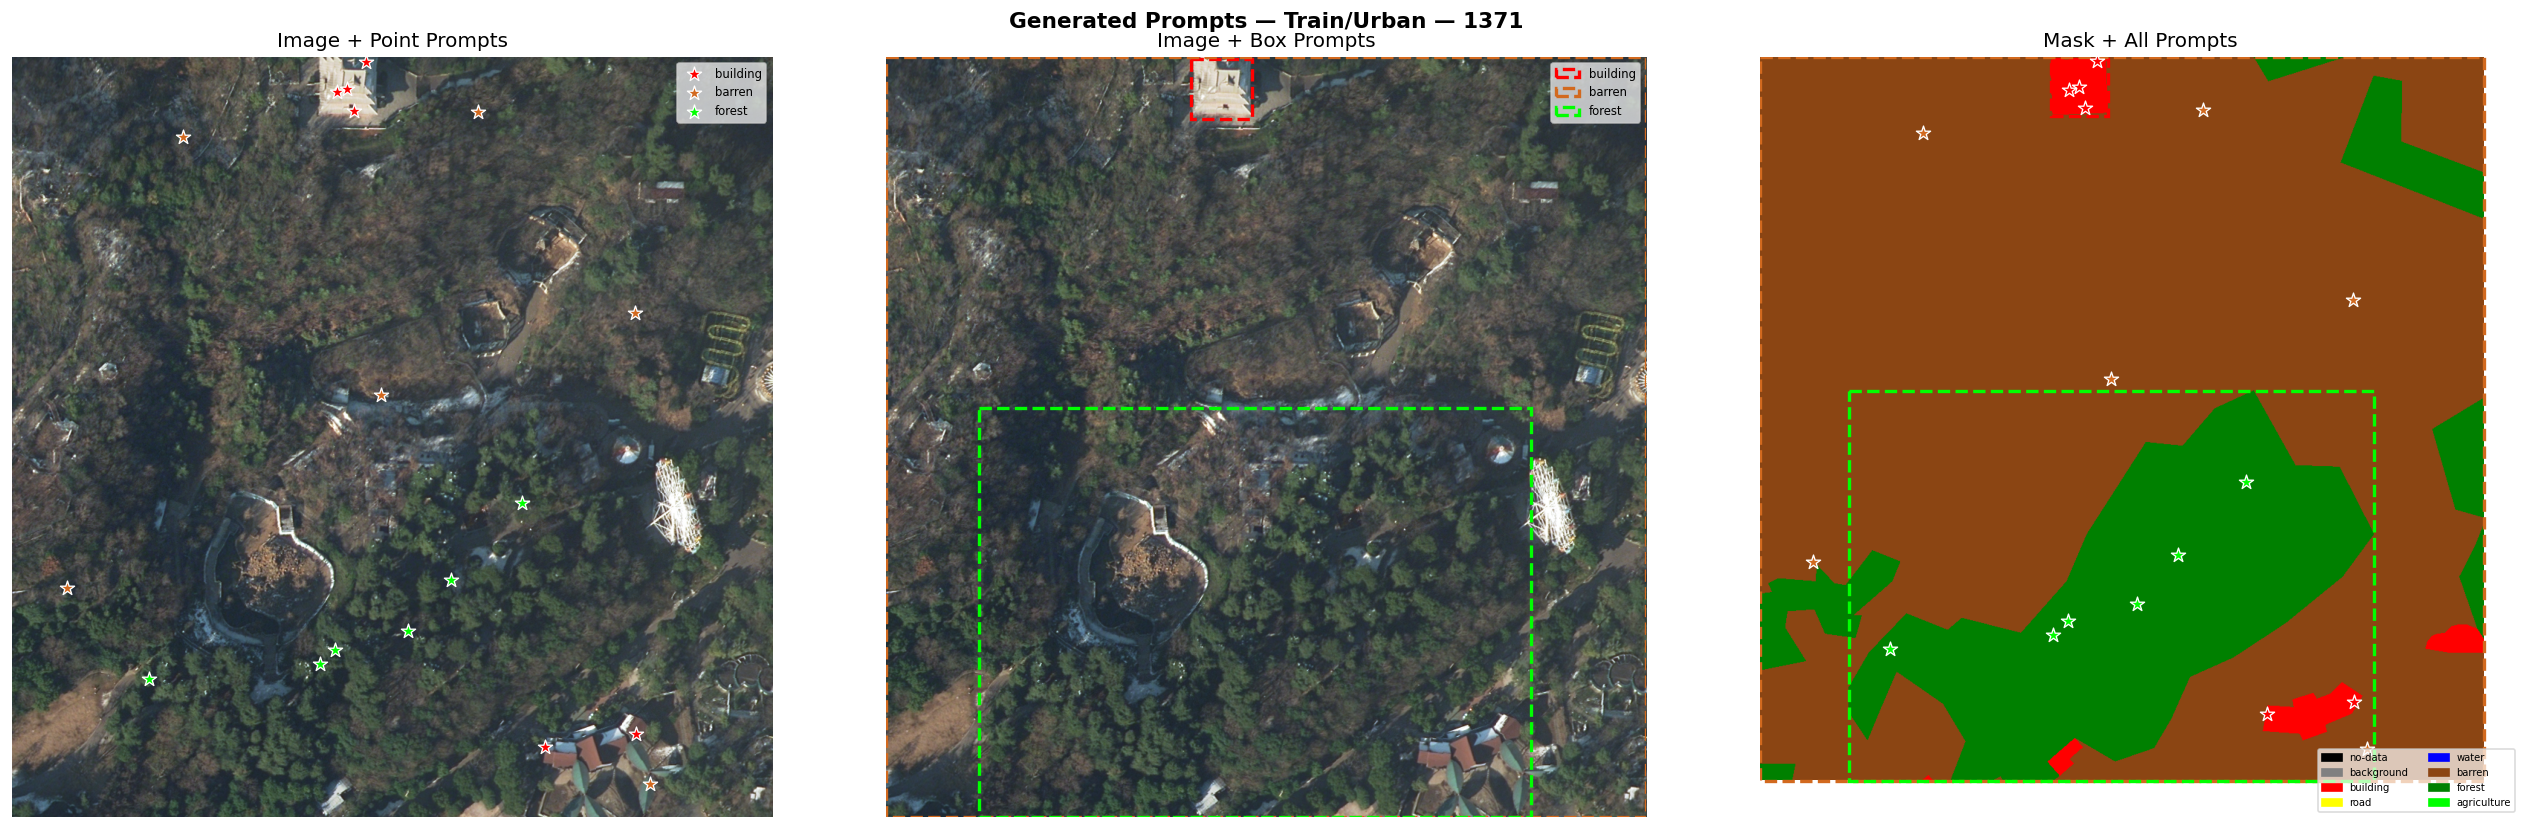 Generated Prompts — Train/Urban — 1371
Image + Point Prompts
Image + Box Prompts
Mask + All Prompts
building
barren
forest
building
barren
forest
no-data
background
building
road
water
barren
forest
agriculture